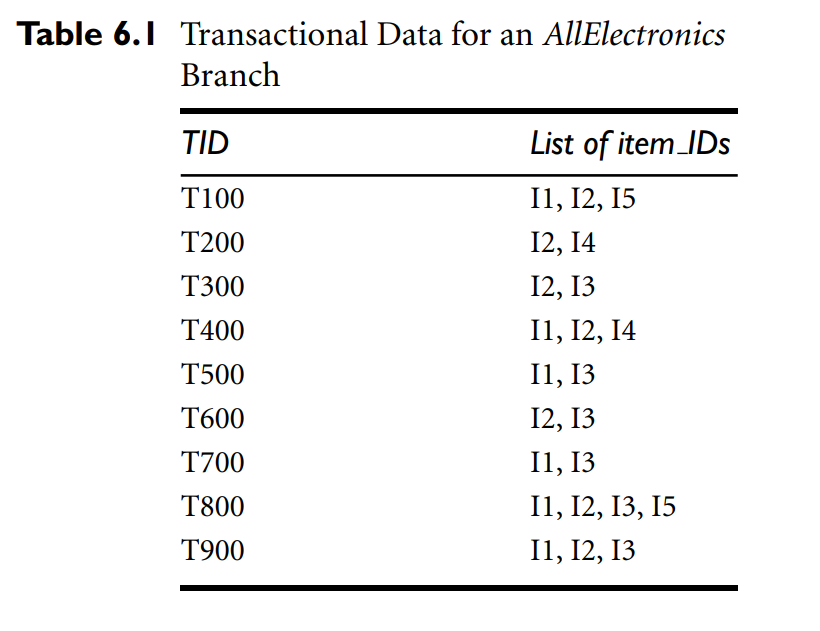 Table 6.1 Transactional Data for an AllElectronics
Branch
TID List of item_IDs
T100 I1, I2, I5
T200 I2, I4
T300 I2, I3
T400 I1, I2, I4
T500 I1, I3
T600 I2, I3
T700 I1, I3
T800 I1, I2, I3, I5
T900 I1, I2, I3